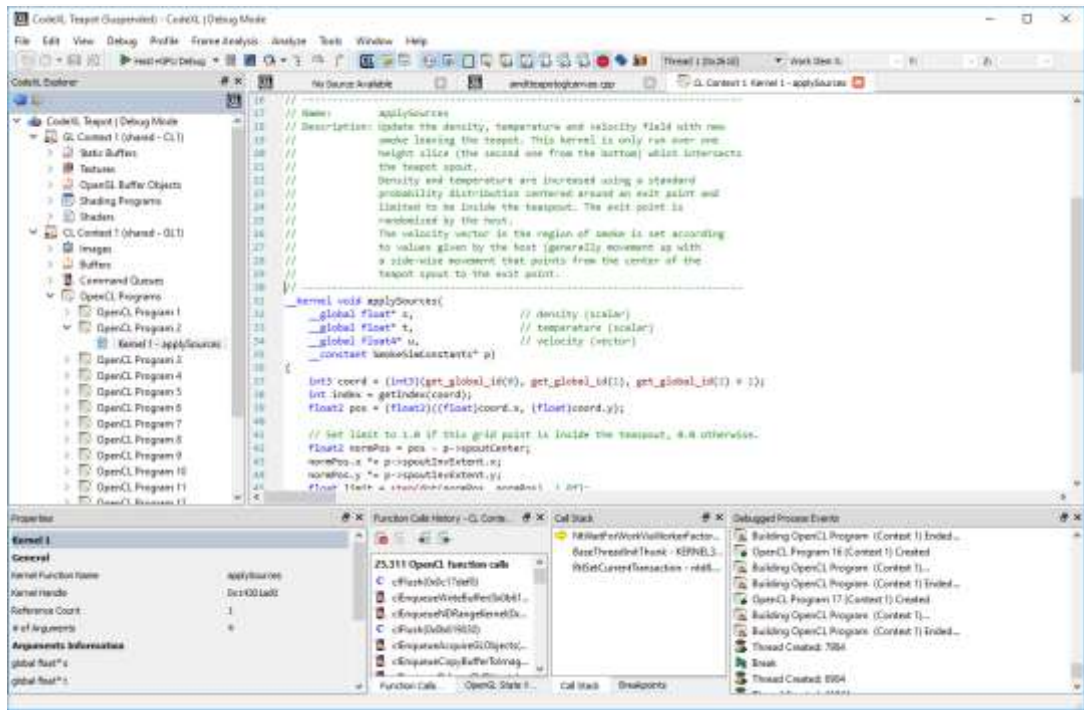 CodeXL Teapot (Suspended) - CodeXL | (Debug Mode)
File Edit View Debug Profile Frame Analysis Analyze Tools Window Help
Host+GPU Debug
CodeXL Explorer
No Source Available
CL Context 1 Kernel 1 - applySources
CodeXL Teapot | Debug Mode
GL Context 1 (shared - CL1)
Static Buffers
Textures
OpenGL Buffer Objects
Shading Programs
Shaders
CL Context 1 (shared - GL1)
Images
Buffers
Command Queues
OpenCL Programs
OpenCL Program 1
OpenCL Program 2
Kernel 1 - applySources
OpenCL Program 3
OpenCL Program 4
OpenCL Program 5
OpenCL Program 6
OpenCL Program 7
OpenCL Program 8
OpenCL Program 9
OpenCL Program 10
OpenCL Program 11
// Name: applySources
// Description: Update the density, temperature and velocity field with new
// smoke leaving the teapot. This kernel is only run over one
// height slice (the second one from the bottom) which intersects
// the teapot spout.
// Density and temperature are increased using a standard
// probability distribution centered around an exit point and
// limited to be inside the teaspout. The exit point is
// randomized by the host.
// The velocity vector in the region of smoke is set according
// to values given by the host (generally movement up with
// a side-wise movement that points from the center of the
// teapot spout to the exit point.
__kernel void applySources(
__global float* s, // density (scalar)
__global float* t, // temperature (scalar)
__global float4* u, // velocity (vector)
__constant SmokeSimConstants* p)
{
int3 coord = (int3)(get_global_id(0), get_global_id(1), get_global_id(2) + 1);
int index = getIndex(coord);
float2 pos = (float2)((float)coord.x, (float)coord.y);
// Set limit to 1.0 if this grid point is inside the teaspout, 0.0 otherwise.
float2 normPos = pos - p->spoutCenter;
normPos.x *= p->spoutInvExtent.x;
normPos.y *= p->spoutInvExtent.y;
Properties
Kernel 1
General
Kernel Function Name applySources
Kernel Handle
Reference Count 1
# of Arguments 4
Arguments Information
global float* s
global float* t
Function Calls History - CL Conte...
25,311 OpenCL function calls
clEnqueueWriteBuffer
clEnqueueNDRangeKernel
clEnqueueAcquireGLObjects(...
clEnqueueCopyBufferToImag...
Function Calls... OpenGL State
Call Stack
NtWaitForWorkViaWorkerFactor...
BaseThreadInitThunk - KERNEL3...
RtlSetCurrentTransaction - ntdll...
Call Stack Breakpoints
Debugged Process Events
Building OpenCL Program (Context 1) Ended...
OpenCL Program 16 (Context 1) Created
Building OpenCL Program (Context 1)...
Building OpenCL Program (Context 1) Ended...
OpenCL Program 17 (Context 1) Created
Building OpenCL Program (Context 1)...
Building OpenCL Program (Context 1) Ended...
Thread Created: 7884
Break
Thread Created: 8984